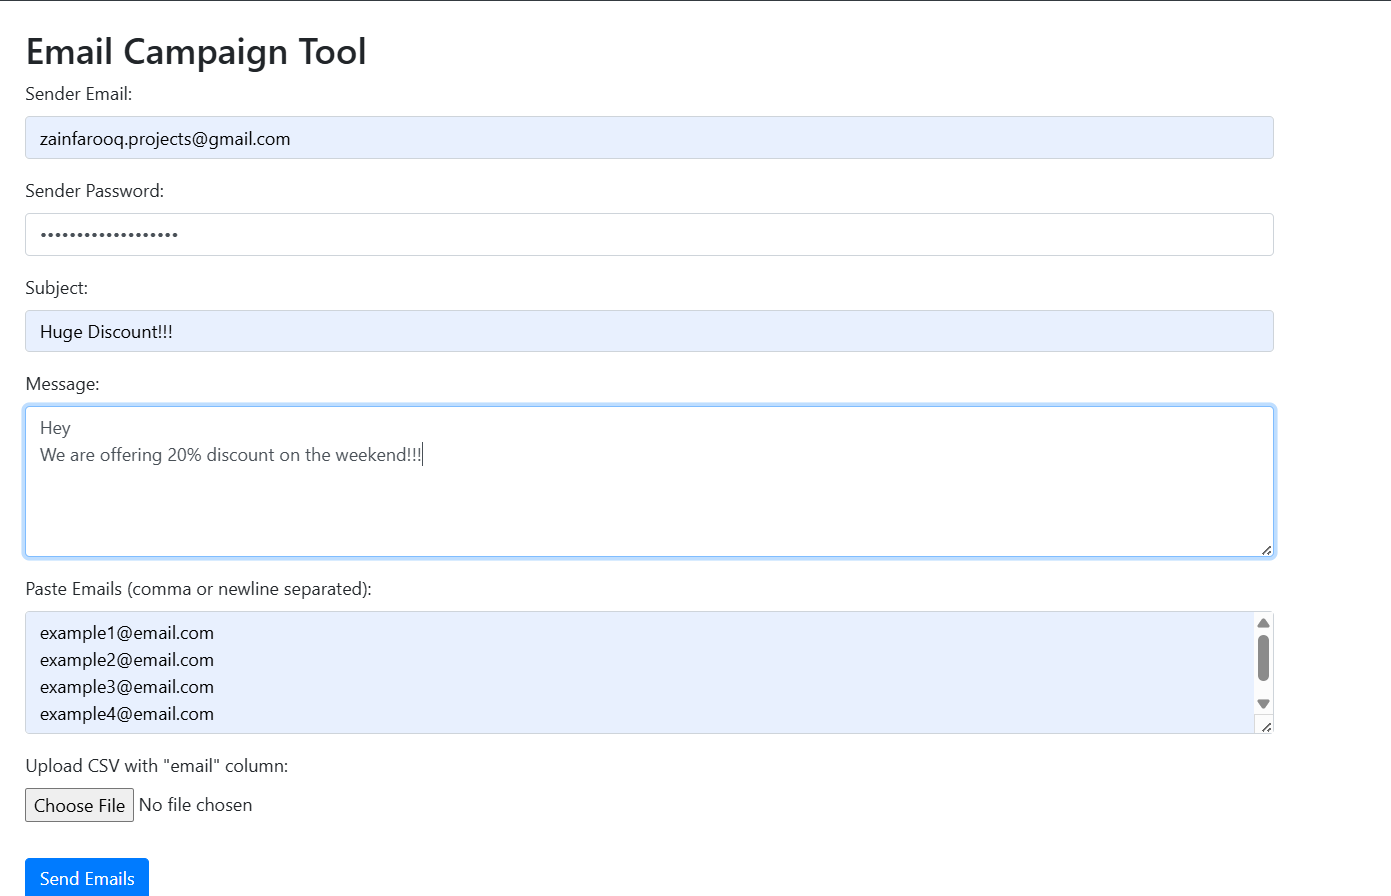 Email Campaign Tool
Sender Email:
zainfarooq.projects@gmail.com
Sender Password:
•••••••••••••••••••
Subject:
Huge Discount!!!
Message:
Hey
We are offering 20% discount on the weekend!!!
Paste Emails (comma or newline separated):
example1@email.com
example2@email.com
example3@email.com
example4@email.com
Upload CSV with "email" column:
Choose File No file chosen
Send Emails